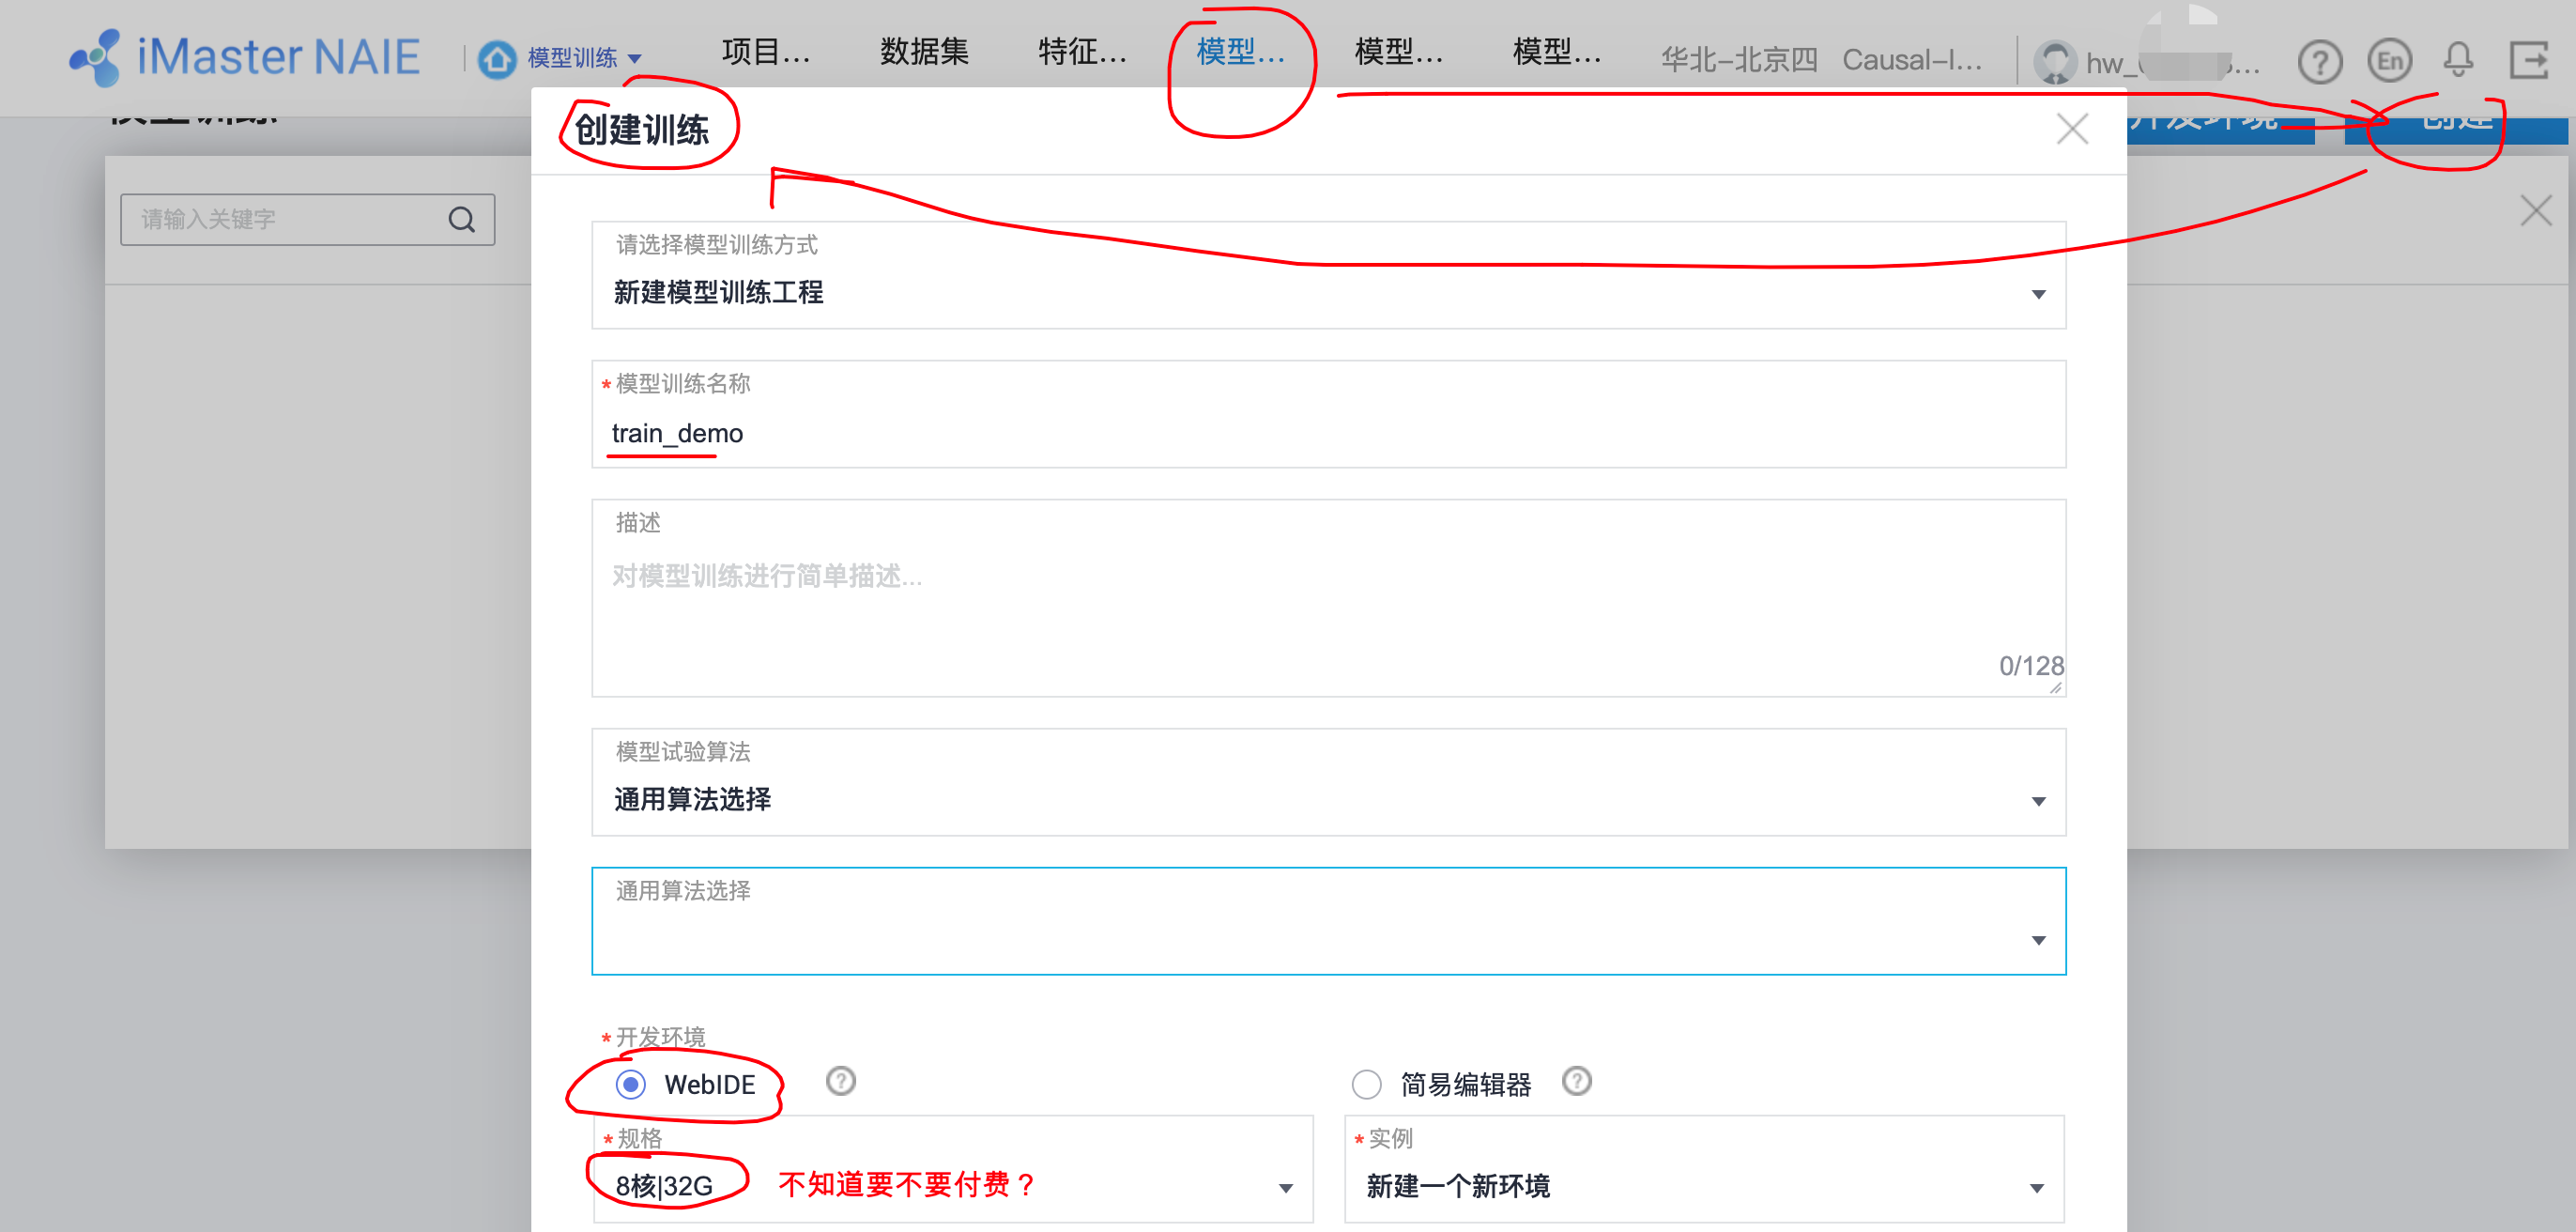 iMaster NAIE 模型训练 项目... 数据集 特征... 模型... 模型... 模型... 华北-北京四 Causal-I... hw_ ... ? En
模型训练 开发环境 创建
创建训练
请输入关键字
请选择模型训练方式
新建模型训练工程
* 模型训练名称
train_demo
描述
对模型训练进行简单描述...
0/128
模型试验算法
通用算法选择
通用算法选择
* 开发环境
WebIDE ? 简易编辑器 ?
* 规格 * 实例
8核|32G 不知道要不要付费？ 新建一个新环境